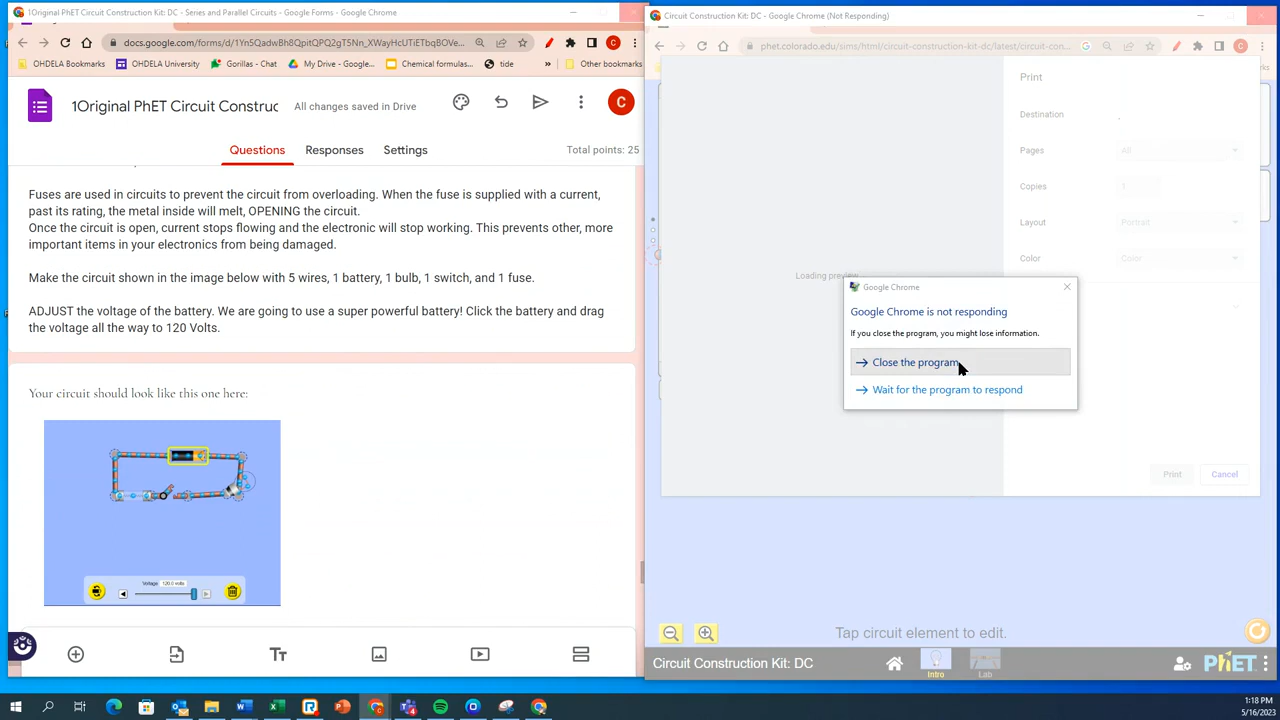 1Original PhET Circuit Construction Kit: DC - Series and Parallel Circuits - Google Forms - Google Chrome
docs.google.com/forms/d/1Yn5QadwBh8QpitQPQ2gT5Nn_XWayHcUTiETbqBOVe...
OHDELA Bookmarks
OHDELA University
Gorillas - Chat
My Drive - Google...
Chemical formulas...
tide
»
Other bookmarks
1Original PhET Circuit Construc
All changes saved in Drive
C
Questions
Responses
Settings
Total points: 25
Fuses are used in circuits to prevent the circuit from overloading. When the fuse is supplied with a current,
past its rating, the metal inside will melt, OPENING the circuit.
Once the circuit is open, current stops flowing and the electronic will stop working. This prevents other, more
important items in your electronics from being damaged.
Make the circuit shown in the image below with 5 wires, 1 battery, 1 bulb, 1 switch, and 1 fuse.
ADJUST the voltage of the battery. We are going to use a super powerful battery! Click the battery and drag
the voltage all the way to 120 Volts.
Your circuit should look like this one here:
Voltage 120.0 volts
Tt
Circuit Construction Kit: DC - Google Chrome (Not Responding)
phet.colorado.edu/sims/html/circuit-construction-kit-dc/latest/circuit-con...
Loading preview
Print
Destination
Pages
All
Copies
1
Layout
Portrait
Color
Color
Print
Cancel
Google Chrome
Google Chrome is not responding
If you close the program, you might lose information.
Close the program
Wait for the program to respond
Tap circuit element to edit.
Circuit Construction Kit: DC
Intro
Lab
PhET
1:18 PM
5/16/2023